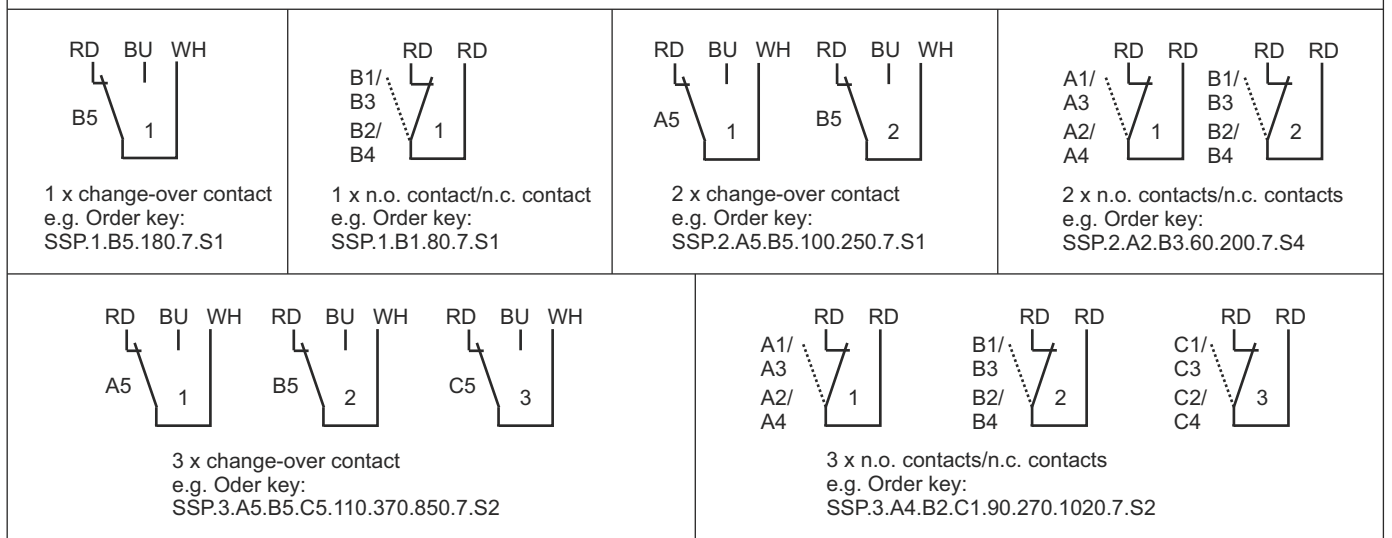 RD BU WH
B5 1
1 x change-over contact
e.g. Order key:
SSP.1.B5.180.7.S1
RD RD
B1/
B3
B2/ 1
B4
1 x n.o. contact/n.c. contact
e.g. Order key:
SSP.1.B1.80.7.S1
RD BU WH RD BU WH
A5 1 B5 2
2 x change-over contact
e.g. Order key:
SSP.2.A5.B5.100.250.7.S1
RD RD RD RD
A1/ B1/
A3 B3
A2/ 1 B2/ 2
A4 B4
2 x n.o. contacts/n.c. contacts
e.g. Order key:
SSP.2.A2.B3.60.200.7.S4
RD BU WH RD BU WH RD BU WH
A5 1 B5 2 C5 3
3 x change-over contact
e.g. Oder key:
SSP.3.A5.B5.C5.110.370.850.7.S2
RD RD RD RD RD RD
A1/ B1/ C1/
A3 B3 C3
A2/ 1 B2/ 2 C2/ 3
A4 B4 C4
3 x n.o. contacts/n.c. contacts
e.g. Order key:
SSP.3.A4.B2.C1.90.270.1020.7.S2